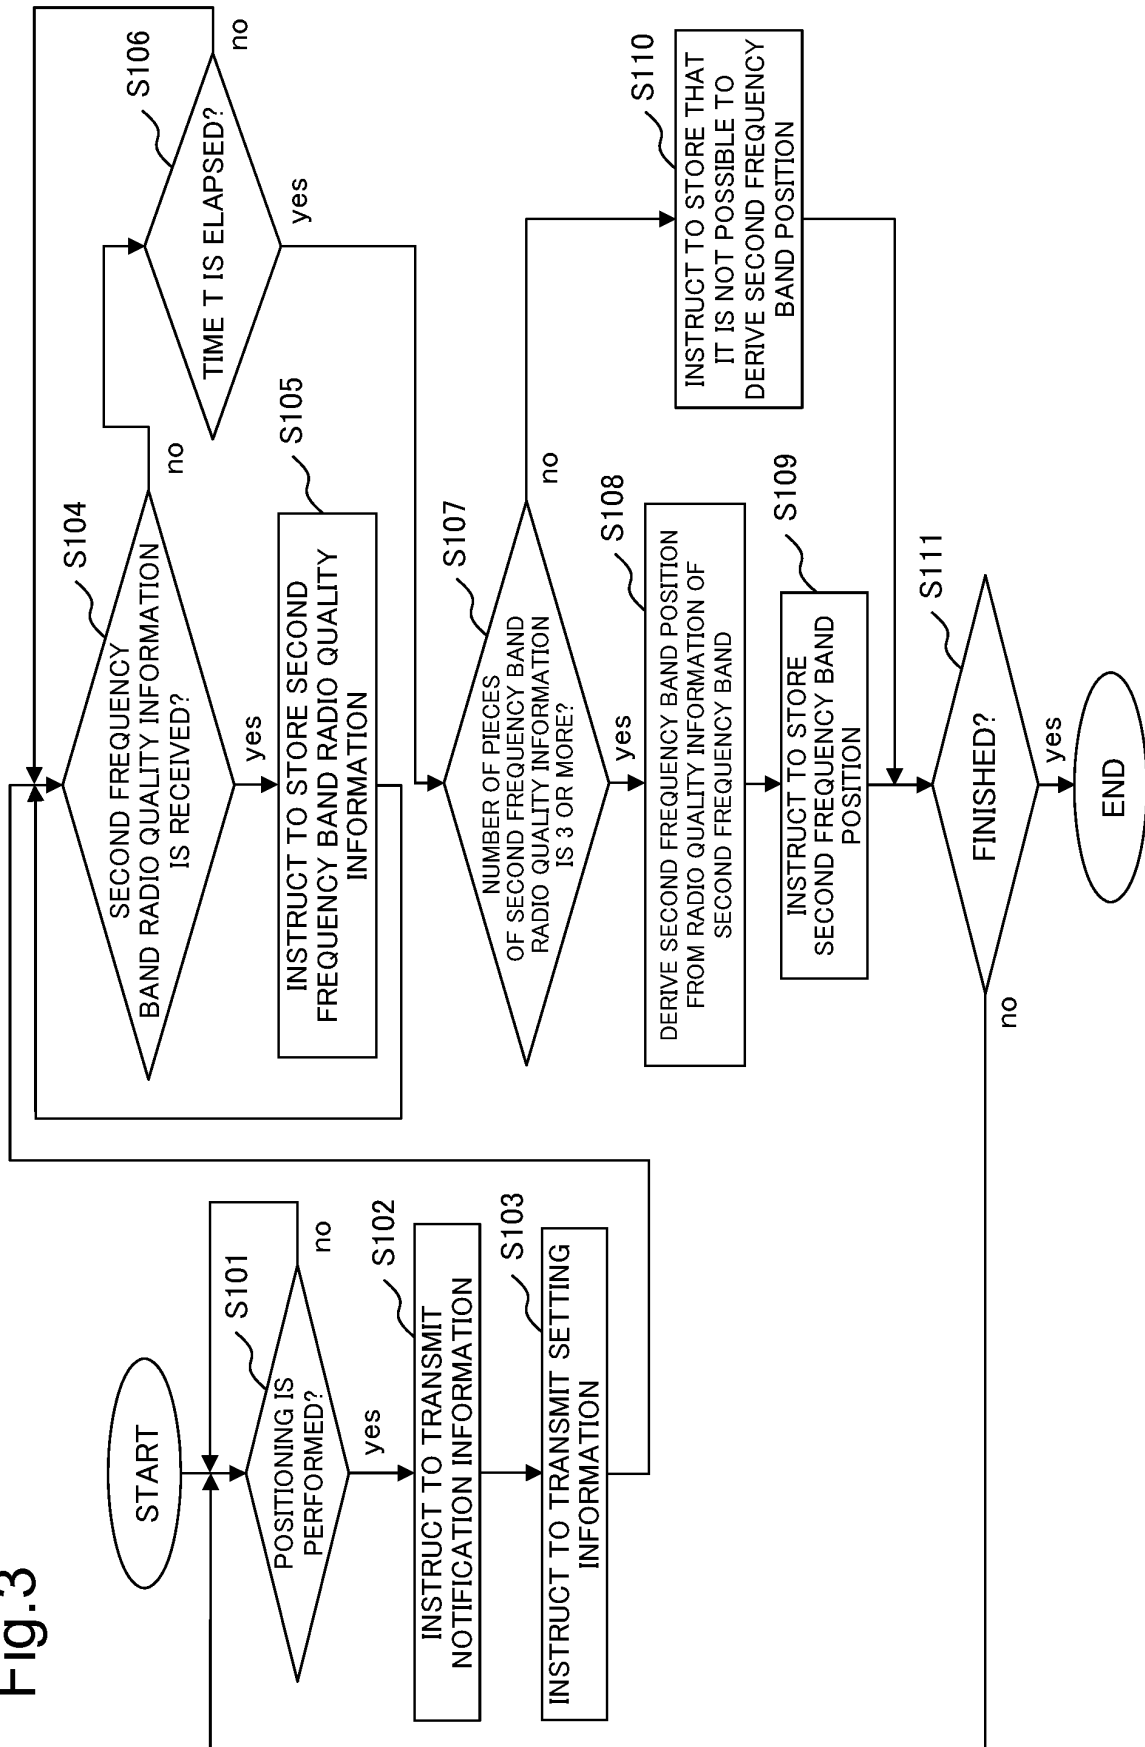 Fig.3
START
S101
POSITIONING IS
PERFORMED?
no
yes
S102
INSTRUCT TO TRANSMIT
NOTIFICATION INFORMATION
S103
INSTRUCT TO TRANSMIT SETTING
INFORMATION
S104
SECOND FREQUENCY
BAND RADIO QUALITY INFORMATION
IS RECEIVED?
no
yes
S105
INSTRUCT TO STORE SECOND
FREQUENCY BAND RADIO QUALITY
INFORMATION
S106
TIME T IS ELAPSED?
no
yes
S107
NUMBER OF PIECES
OF SECOND FREQUENCY BAND
RADIO QUALITY INFORMATION
IS 3 OR MORE?
no
yes
S108
DERIVE SECOND FREQUENCY BAND POSITION
FROM RADIO QUALITY INFORMATION OF
SECOND FREQUENCY BAND
S109
INSTRUCT TO STORE
SECOND FREQUENCY BAND
POSITION
S110
INSTRUCT TO STORE THAT
IT IS NOT POSSIBLE TO
DERIVE SECOND FREQUENCY
BAND POSITION
S111
FINISHED?
no
yes
END